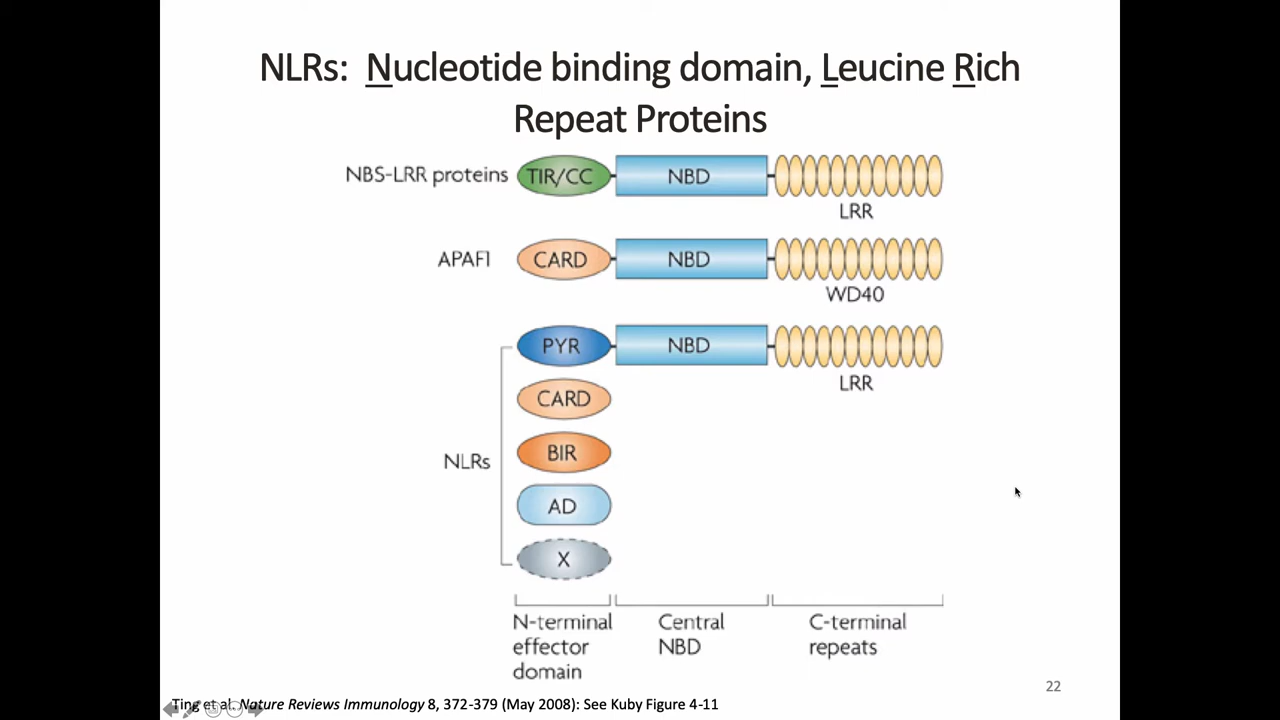 NLRs: Nucleotide binding domain, Leucine Rich
Repeat Proteins
NBS-LRR proteins TIR/CC NBD
LRR
APAF1 CARD NBD
WD40
PYR NBD
LRR
CARD
BIR
NLRs
AD
X
N-terminal Central C-terminal
effector NBD repeats
domain
22
Ting et al. Nature Reviews Immunology 8, 372-379 (May 2008): See Kuby Figure 4-11